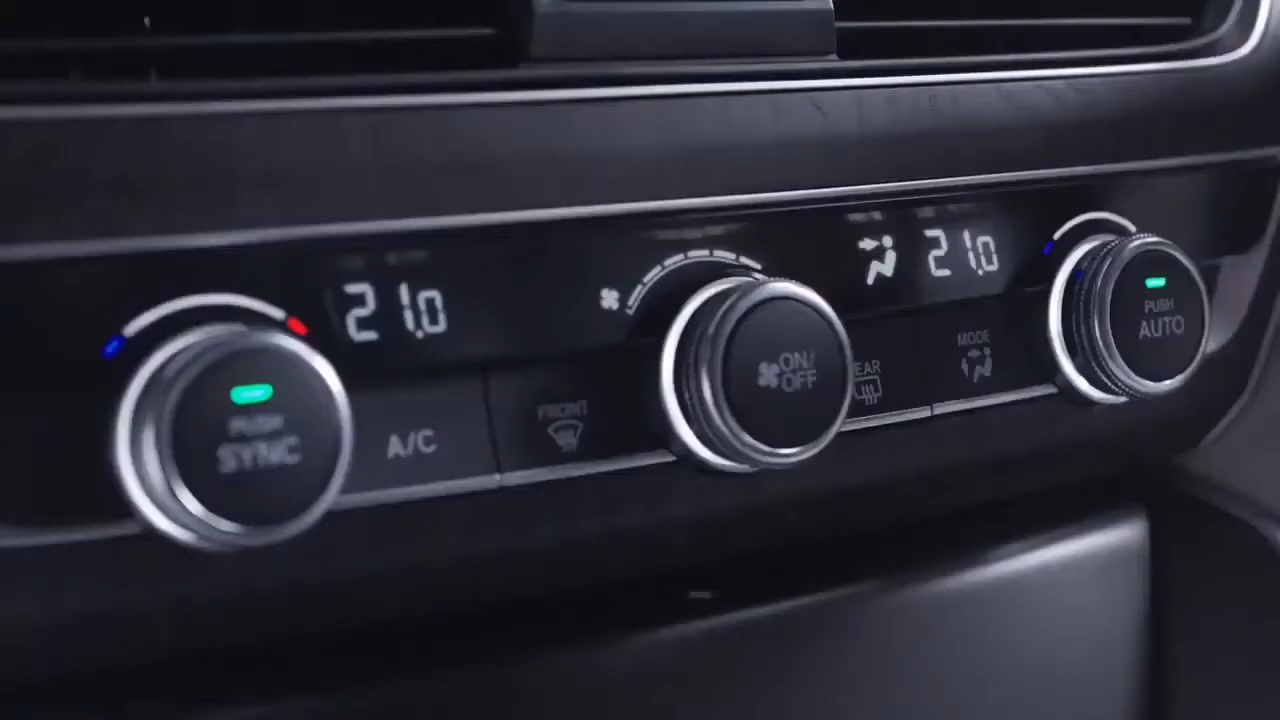 21.0
21.0
PUSH
SYNC
A/C
FRONT
ON/
OFF
EAR
MODE
PUSH
AUTO